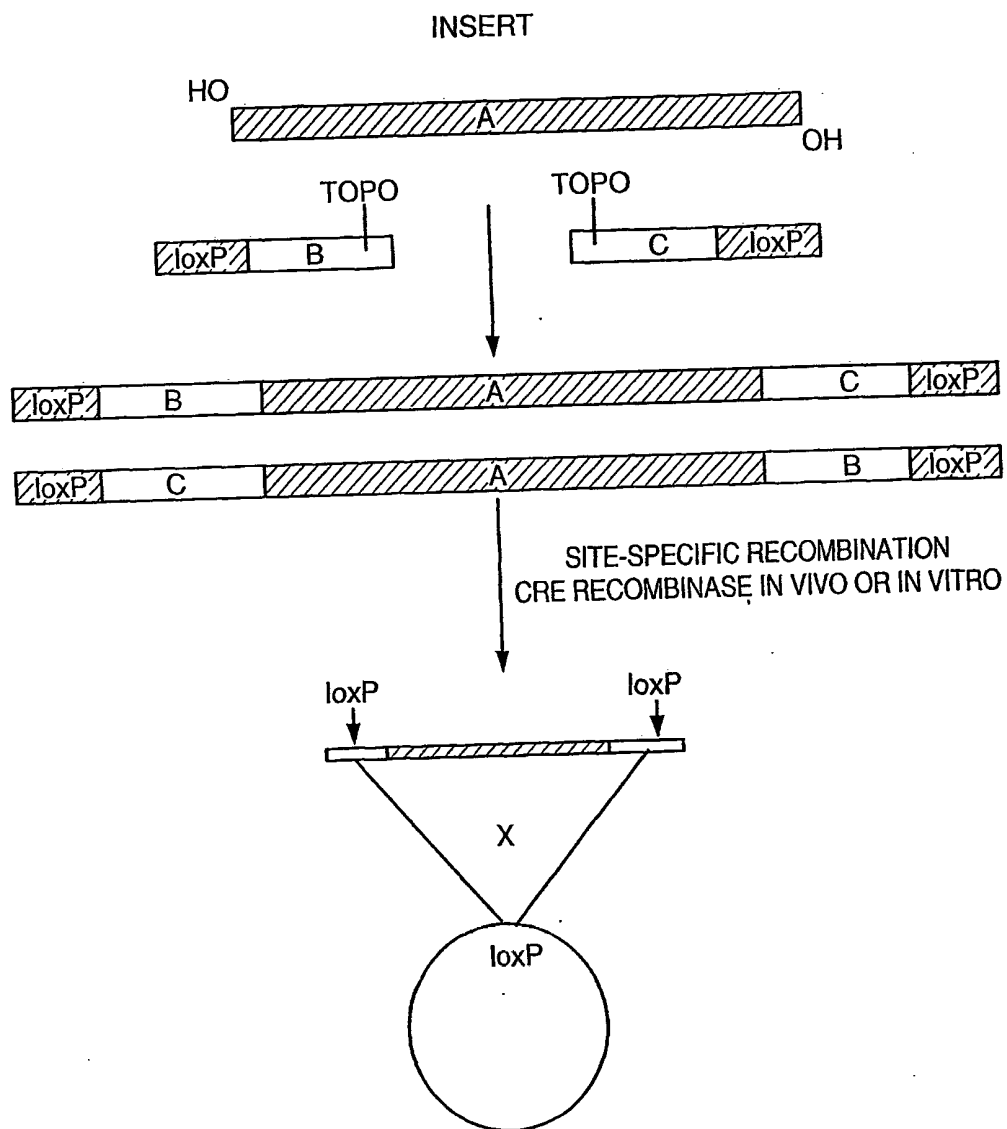 INSERT
HO
A
OH
TOPO TOPO
loxP B C loxP
loxP B A C loxP
loxP C A B loxP
SITE-SPECIFIC RECOMBINATION
CRE RECOMBINASE IN VIVO OR IN VITRO
loxP loxP
X
loxP